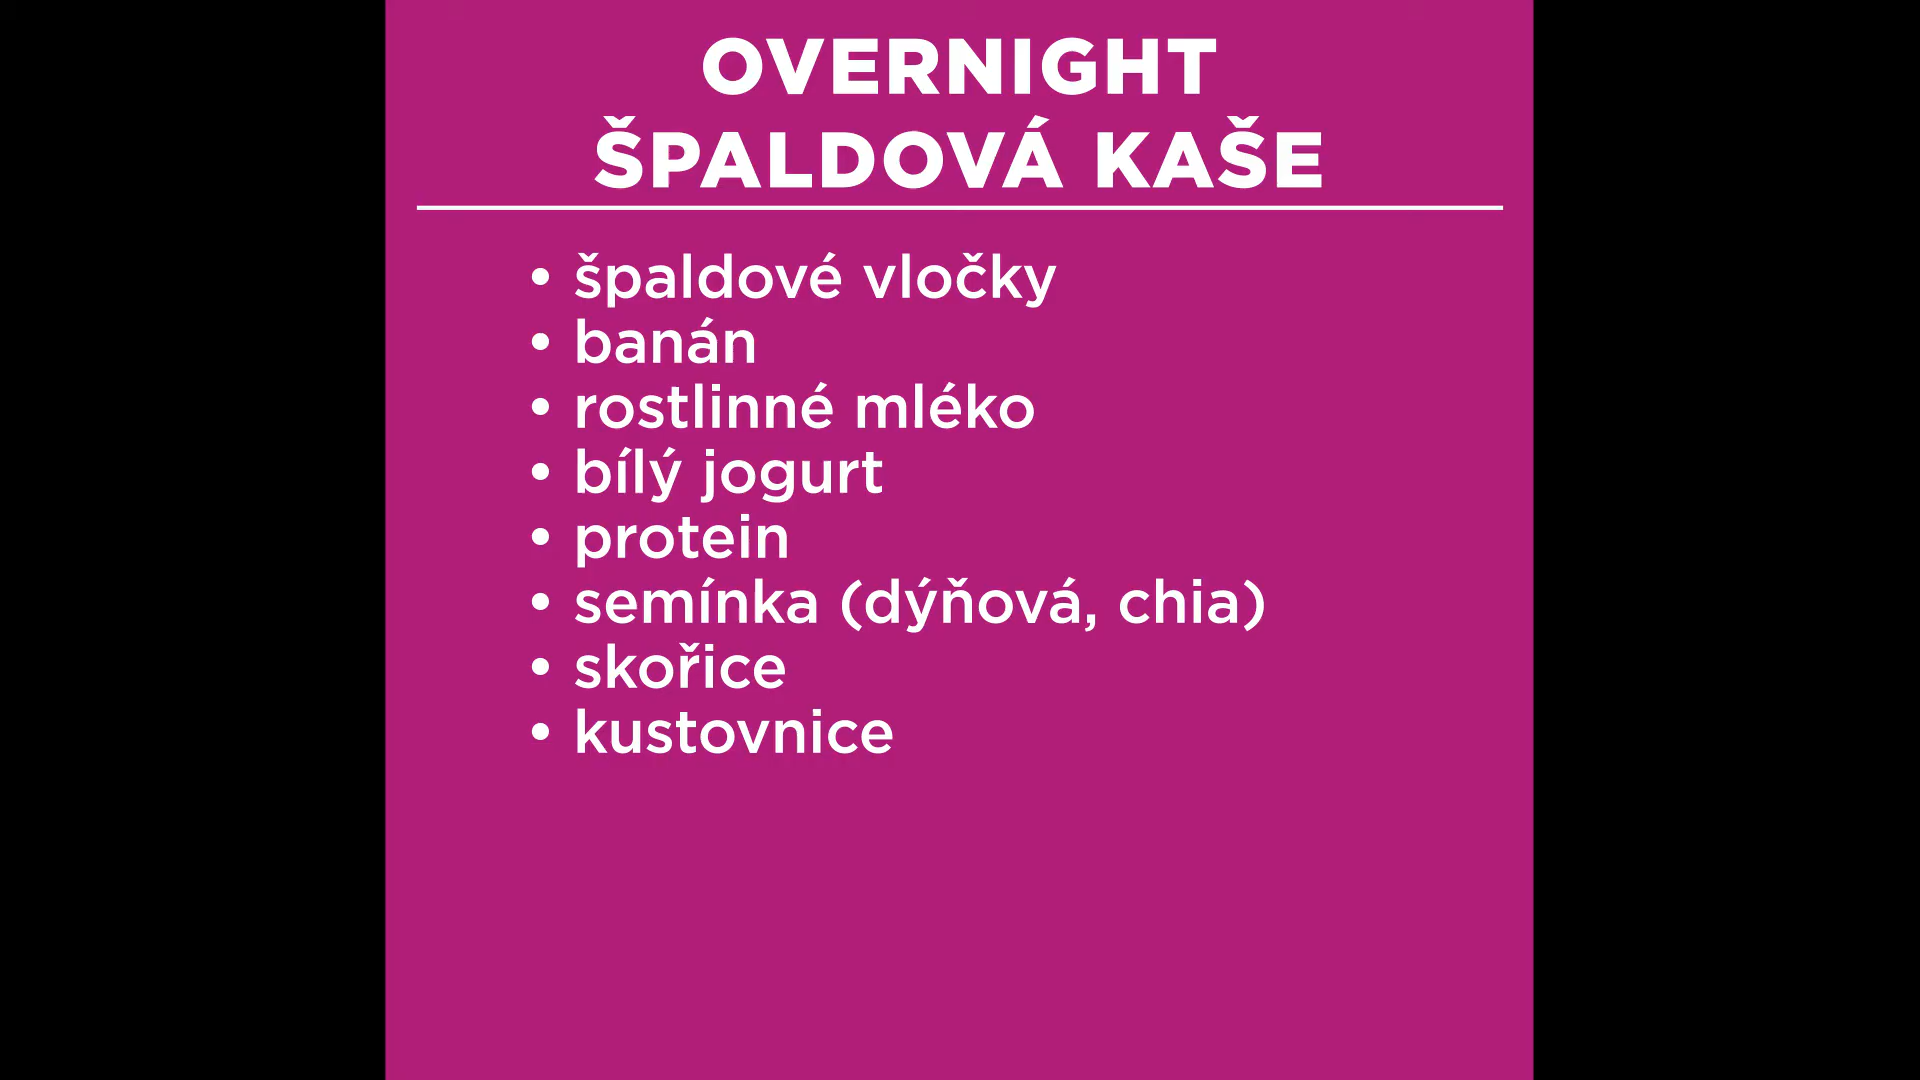 OVERNIGHT
ŠPALDOVÁ KAŠE
• špaldové vločky
• banán
• rostlinné mléko
• bílý jogurt
• protein
• semínka (dýňová, chia)
• skořice
• kustovnice